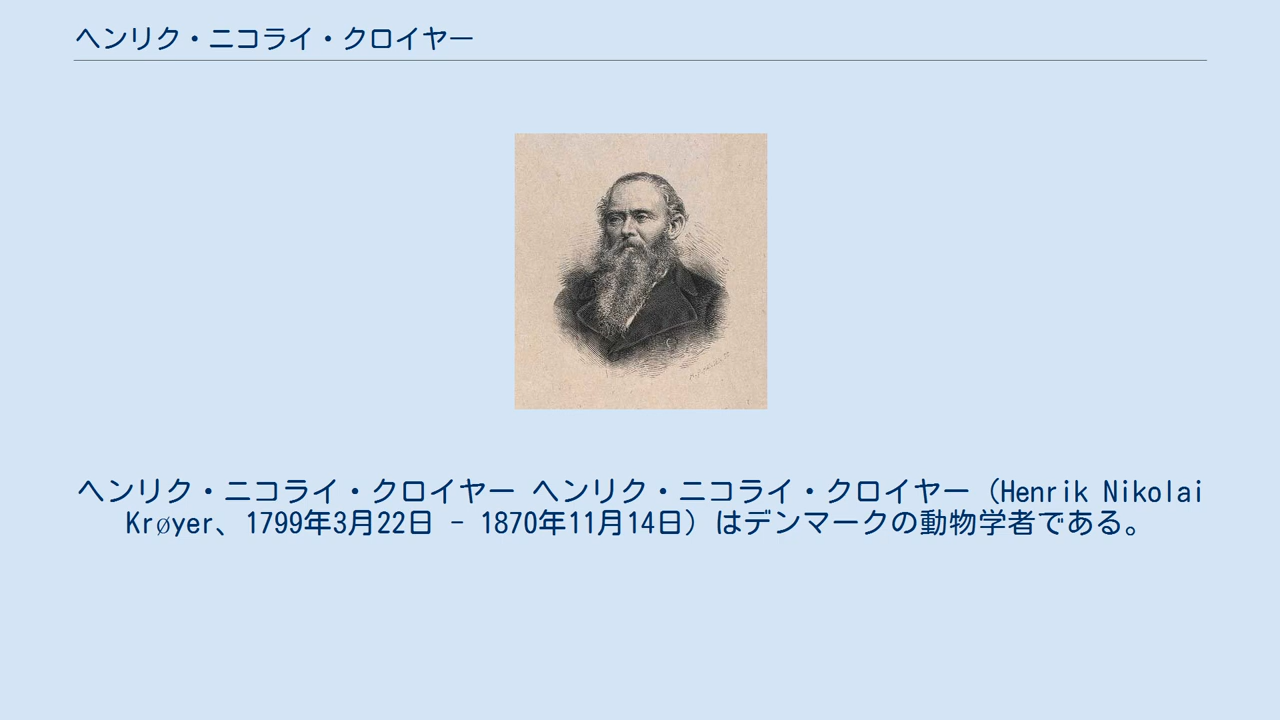 ヘンリク・ニコライ・クロイヤー
ヘンリク・ニコライ・クロイヤー ヘンリク・ニコライ・クロイヤー（Henrik Nikolai
Krøyer、1799年3月22日 – 1870年11月14日）はデンマークの動物学者である。